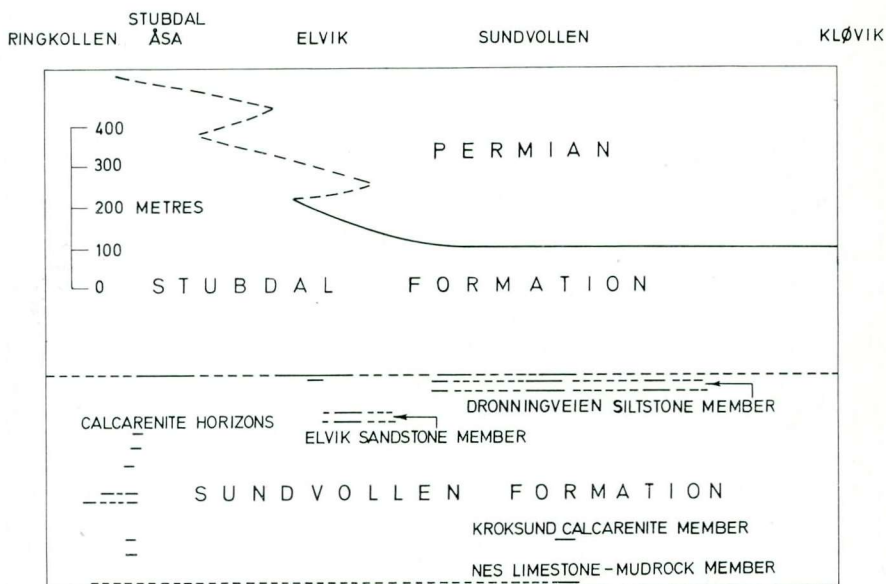 STUBDAL
RINGKOLLEN ÅSA ELVIK SUNDVOLLEN KLØVIK
400
PERMIAN
300
200 METRES
100
0 STUBDAL FORMATION
DRONNINGVEIEN SILTSTONE MEMBER
CALCARENITE HORIZONS
ELVIK SANDSTONE MEMBER
SUNDVOLLEN FORMATION
KROKSUND CALCARENITE MEMBER
NES LIMESTONE-MUDROCK MEMBER